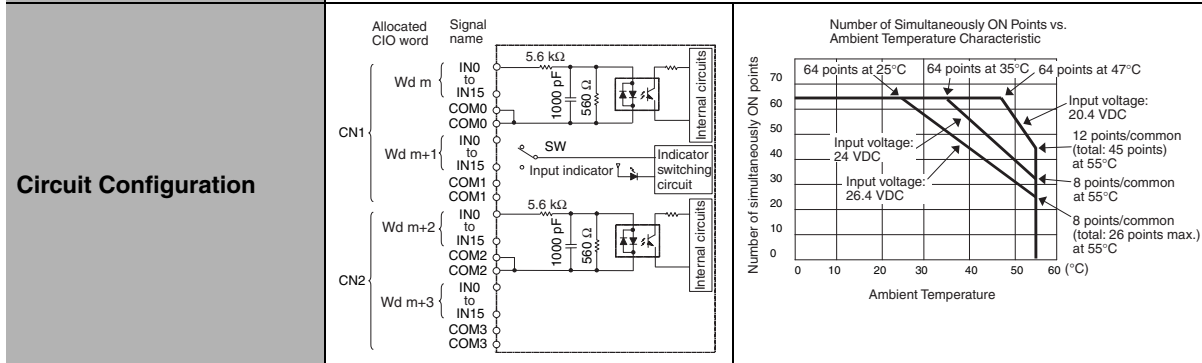 Circuit Configuration
Allocated
CIO word
Signal
name
CN1
Wd m
IN0
to
IN15
COM0
COM0
Wd m+1
IN0
to
IN15
COM1
COM1
CN2
Wd m+2
IN0
to
IN15
COM2
COM2
Wd m+3
IN0
to
IN15
COM3
COM3
5.6 kΩ
1000 pF
560 Ω
Internal circuits
SW
Input indicator
Indicator
switching
circuit
5.6 kΩ
1000 pF
560 Ω
Internal circuits
Number of Simultaneously ON Points vs.
Ambient Temperature Characteristic
Number of simultaneously ON points
70
60
50
40
30
20
10
0
64 points at 25°C
64 points at 35°C
64 points at 47°C
Input voltage:
20.4 VDC
Input voltage:
24 VDC
Input voltage:
26.4 VDC
12 points/common
(total: 45 points)
at 55°C
8 points/common
at 55°C
8 points/common
(total: 26 points max.)
at 55°C
0 10 20 30 40 50 60 (°C)
Ambient Temperature